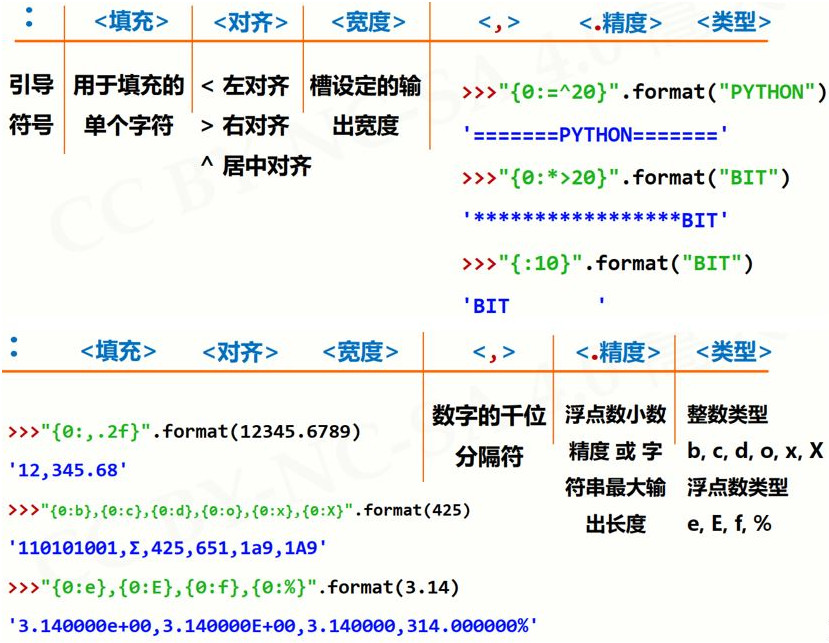 : <填充> <对齐> <宽度> <,> <.精度> <类型>
引导
符号
用于填充的
单个字符
< 左对齐
> 右对齐
^ 居中对齐
槽设定的输
出宽度
>>>"{0:=^20}".format("PYTHON")
'=======PYTHON======='
>>>"{0:*>20}".format("BIT")
'*****************BIT'
>>>"{:10}".format("BIT")
'BIT       '
: <填充> <对齐> <宽度> <,> <.精度> <类型>
>>>"{0:,.2f}".format(12345.6789)
'12,345.68'
>>>"{0:b},{0:c},{0:d},{0:o},{0:x},{0:X}".format(425)
'110101001,Σ,425,651,1a9,1A9'
>>>"{0:e},{0:E},{0:f},{0:%}".format(3.14)
'3.140000e+00,3.140000E+00,3.140000,314.000000%'
数字的千位
分隔符
浮点数小数
精度 或 字
符串最大输
出长度
整数类型
b, c, d, o, x, X
浮点数类型
e, E, f, %
CC BY-NC-SA 4.0
CC BY-NC-SA 4.0